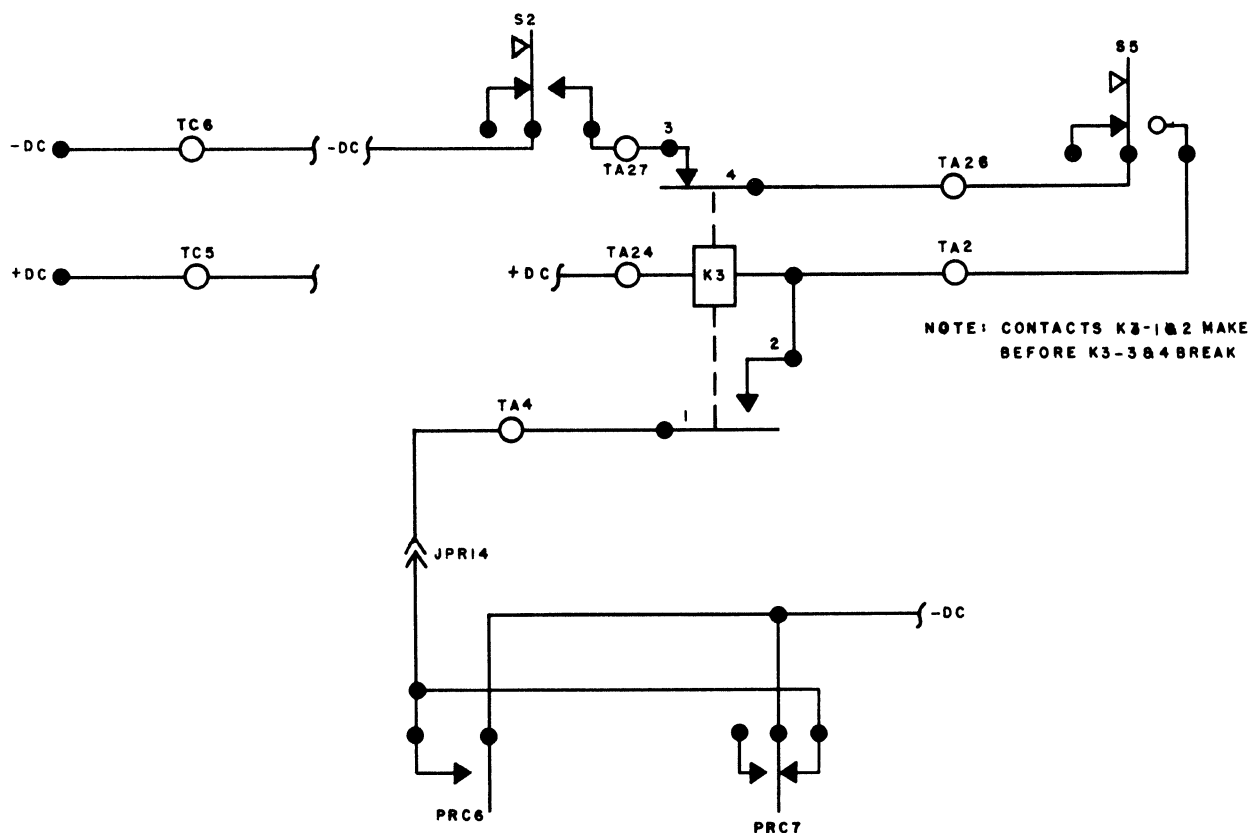 S2
S5
TC6
-DC
-DC
3
TA27
4
TA26
TC5
+DC
TA24
+DC
K3
TA2
NOTE: CONTACTS K3-1&2 MAKE
BEFORE K3-3&4 BREAK
2
TA4
1
JPR14
-DC
PRC6
PRC7